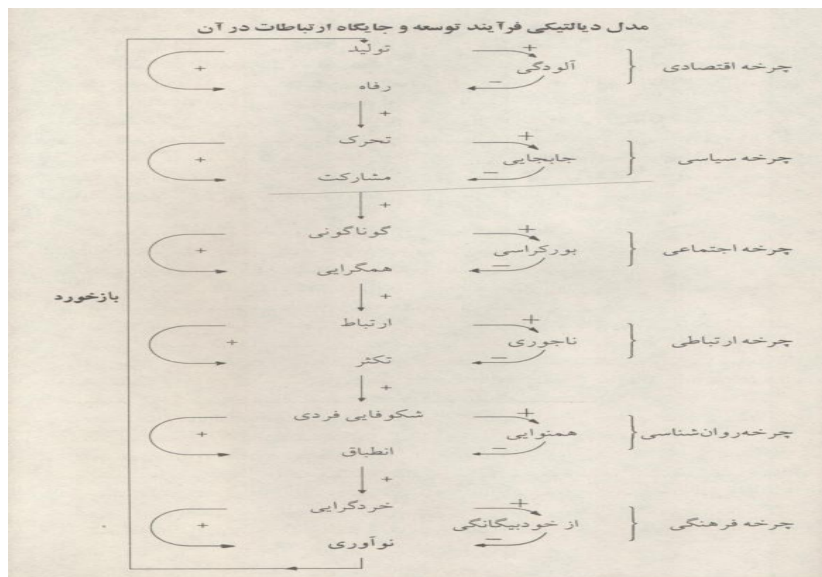 مدل دیالتیکی فرآیند توسعه و جایگاه ارتباطات در آن
چرخه اقتصادی } آلودگی + − تولید +
رفاه
+
چرخه سیاسی } جابجایی + − تحرک +
مشارکت
+
چرخه اجتماعی } بورکراسی + − گوناگونی +
همگرایی
بازخورد
+
چرخه ارتباطی } ناجوری + − ارتباط +
تکثر
+
چرخه روان‌شناسی } همنوایی + − شکوفایی فردی +
انطباق
+
چرخه فرهنگی } از خودبیگانگی + − خردگرایی +
نوآوری